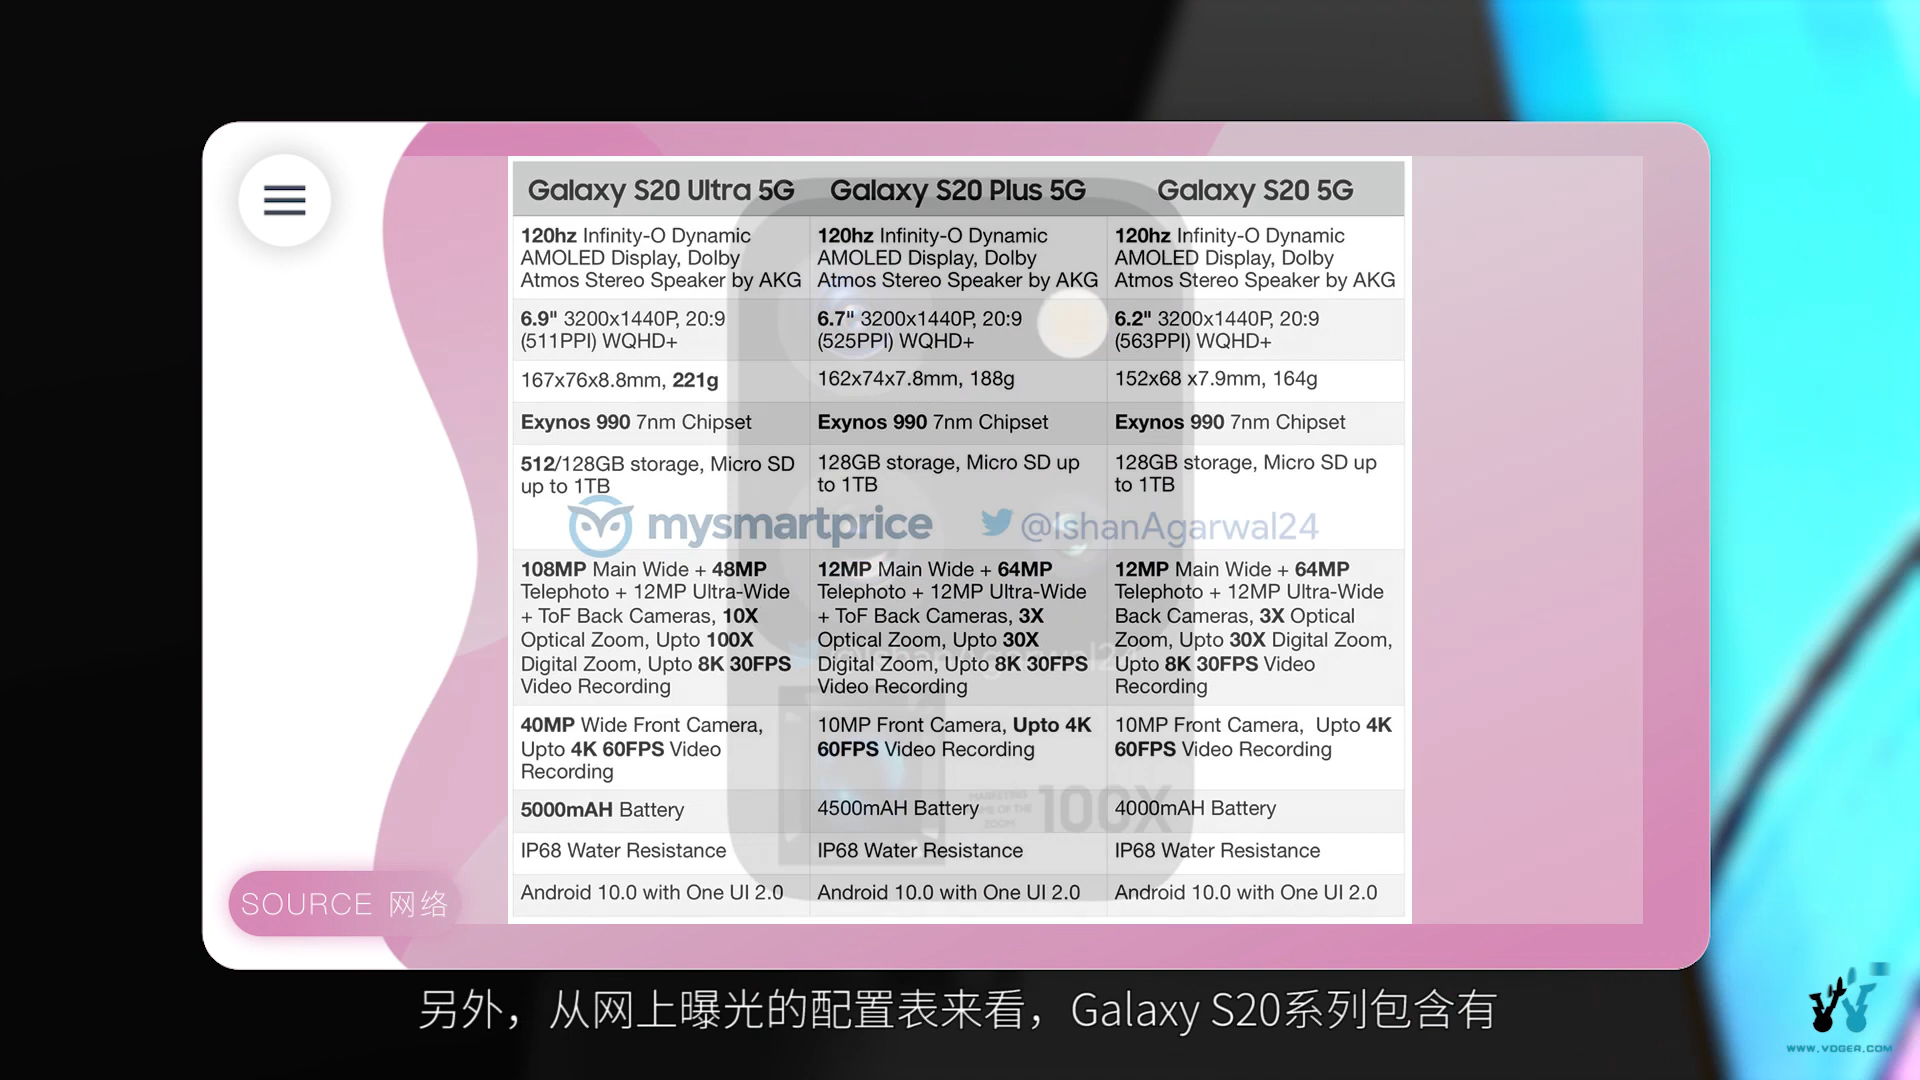 Galaxy S20 Ultra 5G
Galaxy S20 Plus 5G
Galaxy S20 5G
120hz Infinity-O Dynamic
AMOLED Display, Dolby
Atmos Stereo Speaker by AKG
120hz Infinity-O Dynamic
AMOLED Display, Dolby
Atmos Stereo Speaker by AKG
120hz Infinity-O Dynamic
AMOLED Display, Dolby
Atmos Stereo Speaker by AKG
6.9" 3200x1440P, 20:9
(511PPI) WQHD+
6.7" 3200x1440P, 20:9
(525PPI) WQHD+
6.2" 3200x1440P, 20:9
(563PPI) WQHD+
167x76x8.8mm, 221g
162x74x7.8mm, 188g
152x68 x7.9mm, 164g
Exynos 990 7nm Chipset
Exynos 990 7nm Chipset
Exynos 990 7nm Chipset
512/128GB storage, Micro SD
up to 1TB
128GB storage, Micro SD up
to 1TB
128GB storage, Micro SD up
to 1TB
mysmartprice
@IshanAgarwal24
108MP Main Wide + 48MP
Telephoto + 12MP Ultra-Wide
+ ToF Back Cameras, 10X
Optical Zoom, Upto 100X
Digital Zoom, Upto 8K 30FPS
Video Recording
12MP Main Wide + 64MP
Telephoto + 12MP Ultra-Wide
+ ToF Back Cameras, 3X
Optical Zoom, Upto 30X
Digital Zoom, Upto 8K 30FPS
Video Recording
12MP Main Wide + 64MP
Telephoto + 12MP Ultra-Wide
Back Cameras, 3X Optical
Zoom, Upto 30X Digital Zoom,
Upto 8K 30FPS Video
Recording
@IshanAgarwal24
40MP Wide Front Camera,
Upto 4K 60FPS Video
Recording
10MP Front Camera, Upto 4K
60FPS Video Recording
10MP Front Camera, Upto 4K
60FPS Video Recording
5000mAH Battery
4500mAH Battery
4000mAH Battery
100X
IP68 Water Resistance
IP68 Water Resistance
IP68 Water Resistance
Android 10.0 with One UI 2.0
Android 10.0 with One UI 2.0
Android 10.0 with One UI 2.0
SOURCE 网络
另外，从网上曝光的配置表来看，Galaxy S20系列包含有
WWW.VOGER.COM